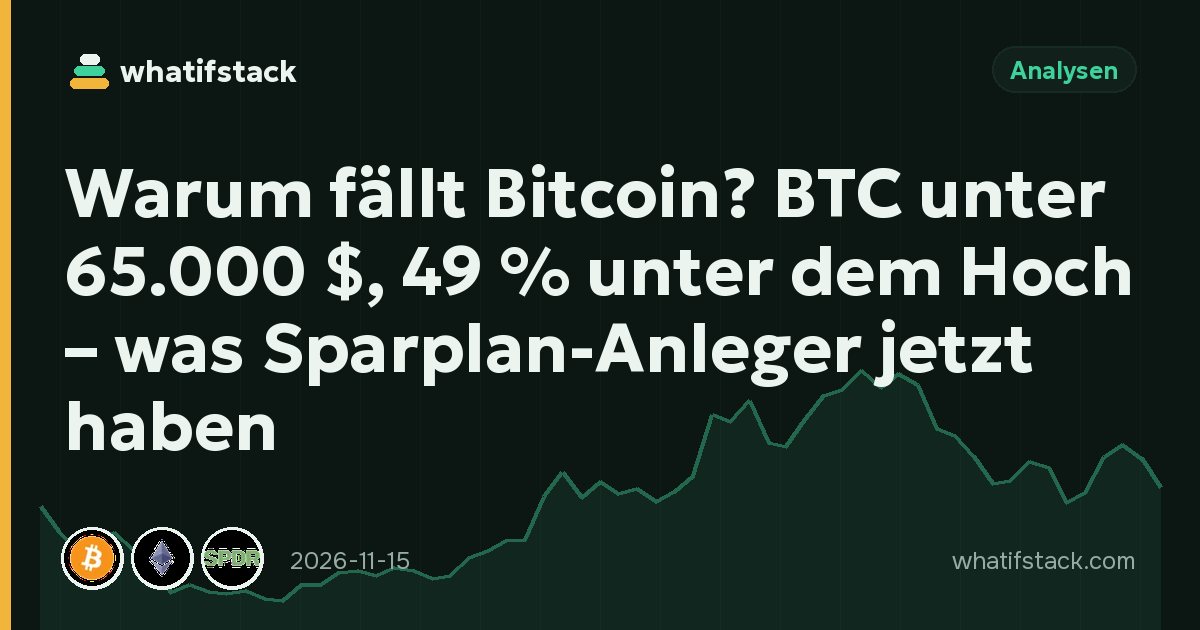 whatifstack
Analysen
Warum fällt Bitcoin? BTC unter
65.000 $, 49 % unter dem Hoch
– was Sparplan-Anleger jetzt
haben
SPDR
2026-11-15
whatifstack.com